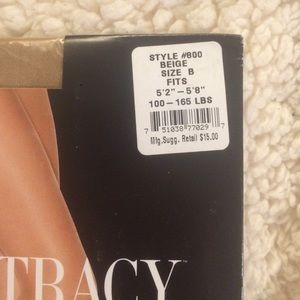 STYLE #800
BEIGE
SIZE B
FITS
5'2"–5'8"
100–165 LBS
7 51038 77029 7
Mfg. Sugg. Retail $15.00
TRACY